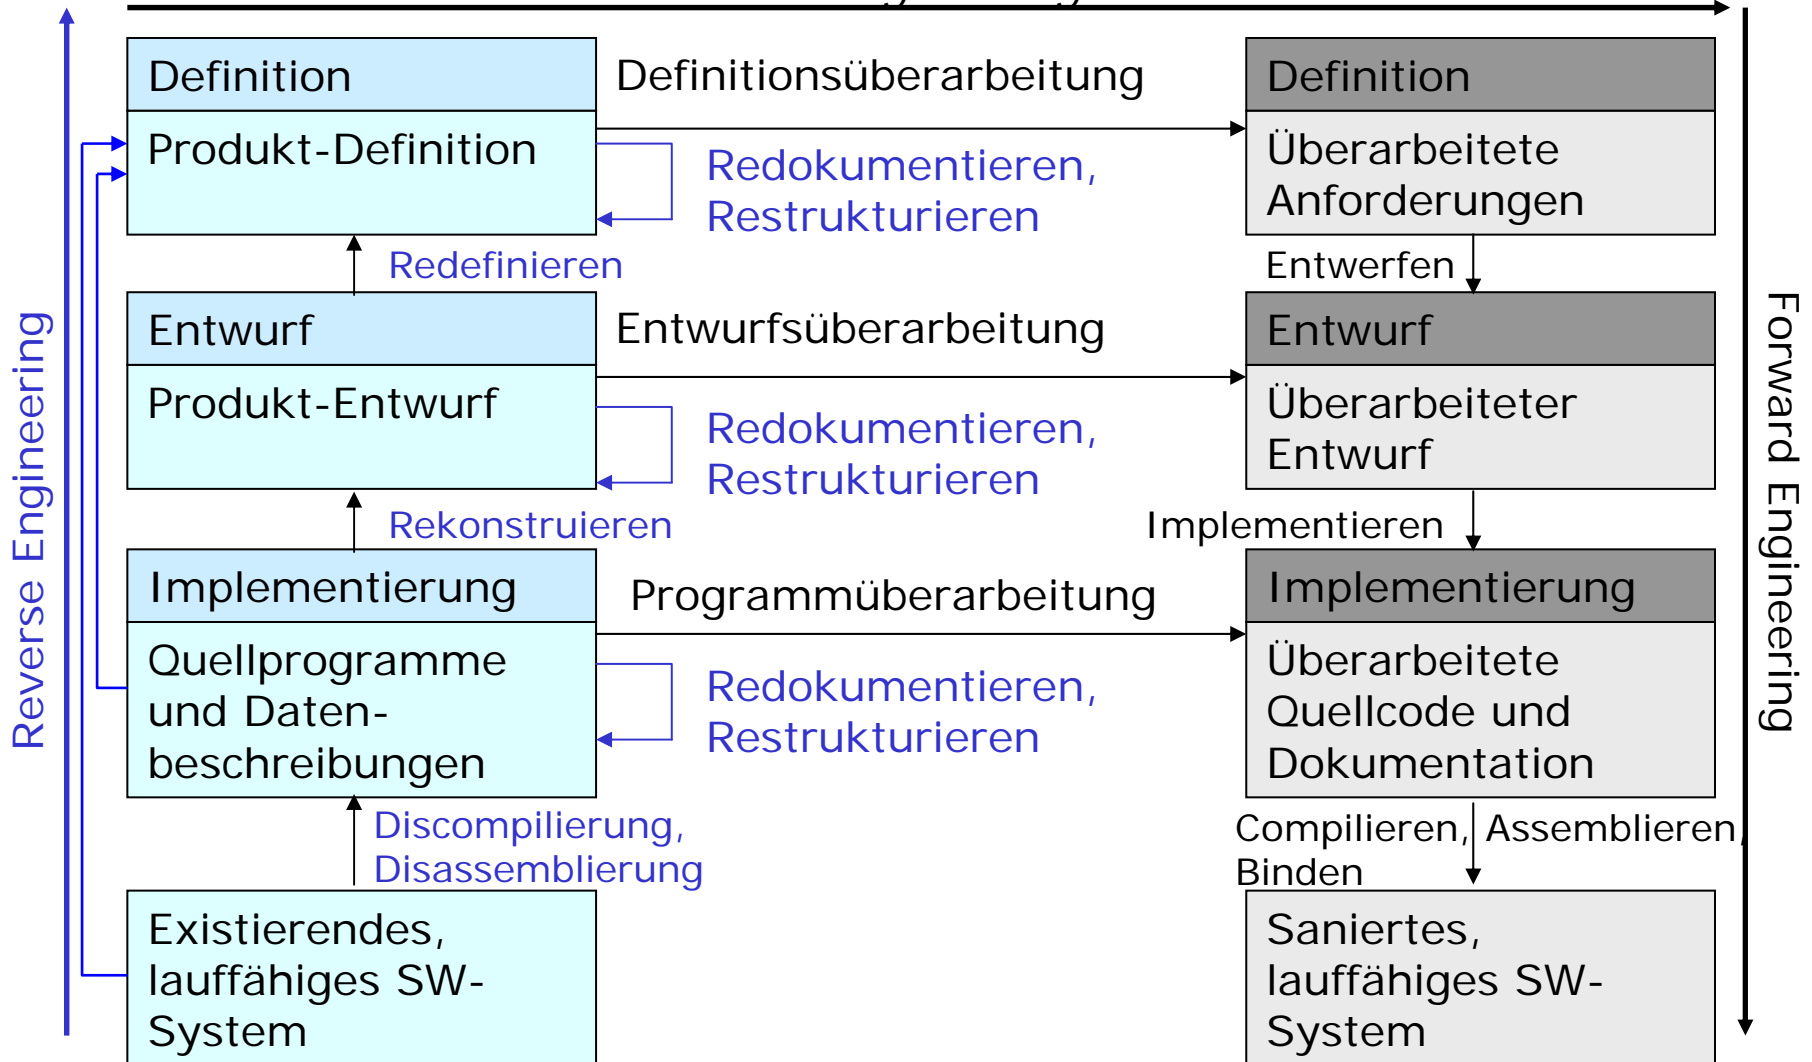 Definition
Definitionsüberarbeitung
Definition
Produkt-Definition
Redokumentieren,
Restrukturieren
Überarbeitete
Anforderungen
Redefinieren
Entwerfen
Entwurf
Entwurfsüberarbeitung
Entwurf
Produkt-Entwurf
Redokumentieren,
Restrukturieren
Überarbeiteter
Entwurf
Rekonstruieren
Implementieren
Implementierung
Programmüberarbeitung
Implementierung
Quellprogramme
und Daten-
beschreibungen
Redokumentieren,
Restrukturieren
Überarbeitete
Quellcode und
Dokumentation
Discompilierung,
Disassemblierung
Compilieren, Assemblieren,
Binden
Existierendes,
lauffähiges SW-
System
Saniertes,
lauffähiges SW-
System
Reverse Engineering
Forward Engineering